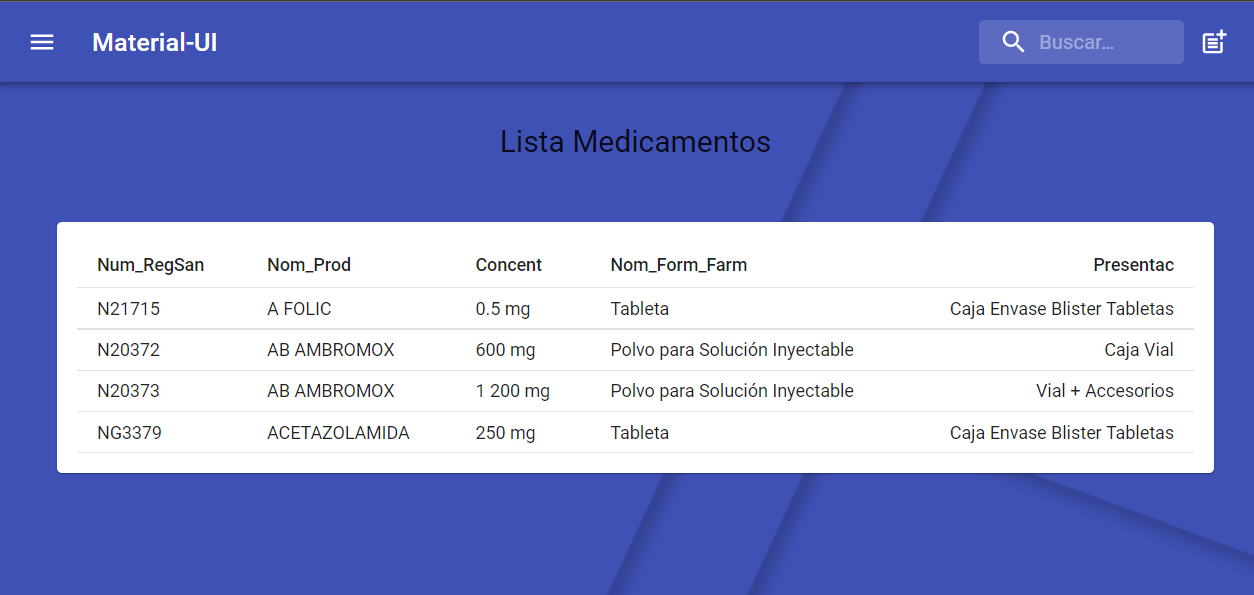 Material-UI
Buscar...
Lista Medicamentos
Num_RegSan Nom_Prod Concent Nom_Form_Farm Presentac
N21715 A FOLIC 0.5 mg Tableta Caja Envase Blister Tabletas
N20372 AB AMBROMOX 600 mg Polvo para Solución Inyectable Caja Vial
N20373 AB AMBROMOX 1 200 mg Polvo para Solución Inyectable Vial + Accesorios
NG3379 ACETAZOLAMIDA 250 mg Tableta Caja Envase Blister Tabletas